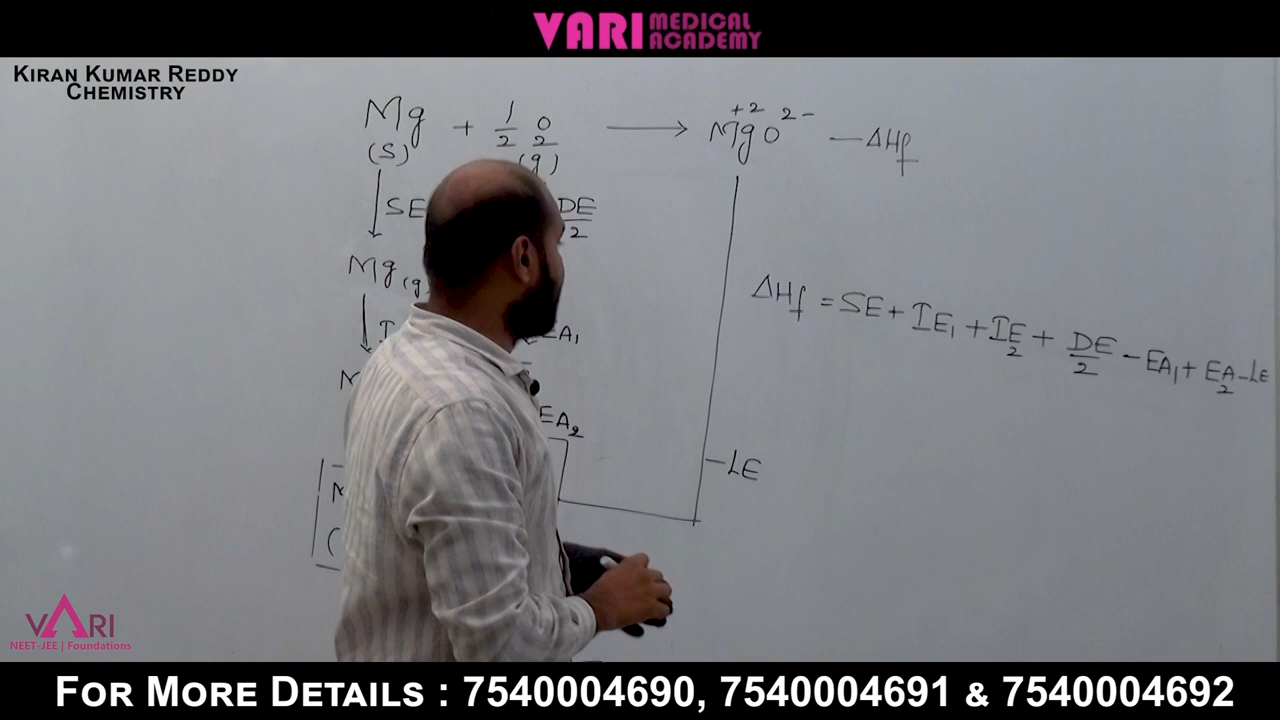 VARI MEDICAL ACADEMY
KIRAN KUMAR REDDY
CHEMISTRY
Mg + 1/2 O2 → Mg+2O2- -ΔHf
(S) (g)
↓ SE DE/2
Mg(g)
↓ I EA1
M EA2
ΔHf = SE + IE1 + IE2 + DE/2 - EA1 + EA2 - LE
-LE
VARI
NEET-JEE | Foundations
FOR MORE DETAILS : 7540004690, 7540004691 & 7540004692